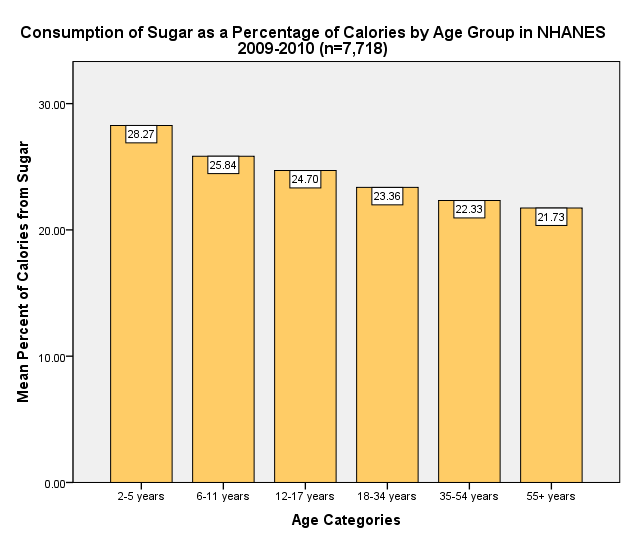 Consumption of Sugar as a Percentage of Calories by Age Group in NHANES
2009-2010 (n=7,718)
Mean Percent of Calories from Sugar
30.00
20.00
10.00
0.00
28.27
25.84
24.70
23.36
22.33
21.73
2-5 years
6-11 years
12-17 years
18-34 years
35-54 years
55+ years
Age Categories